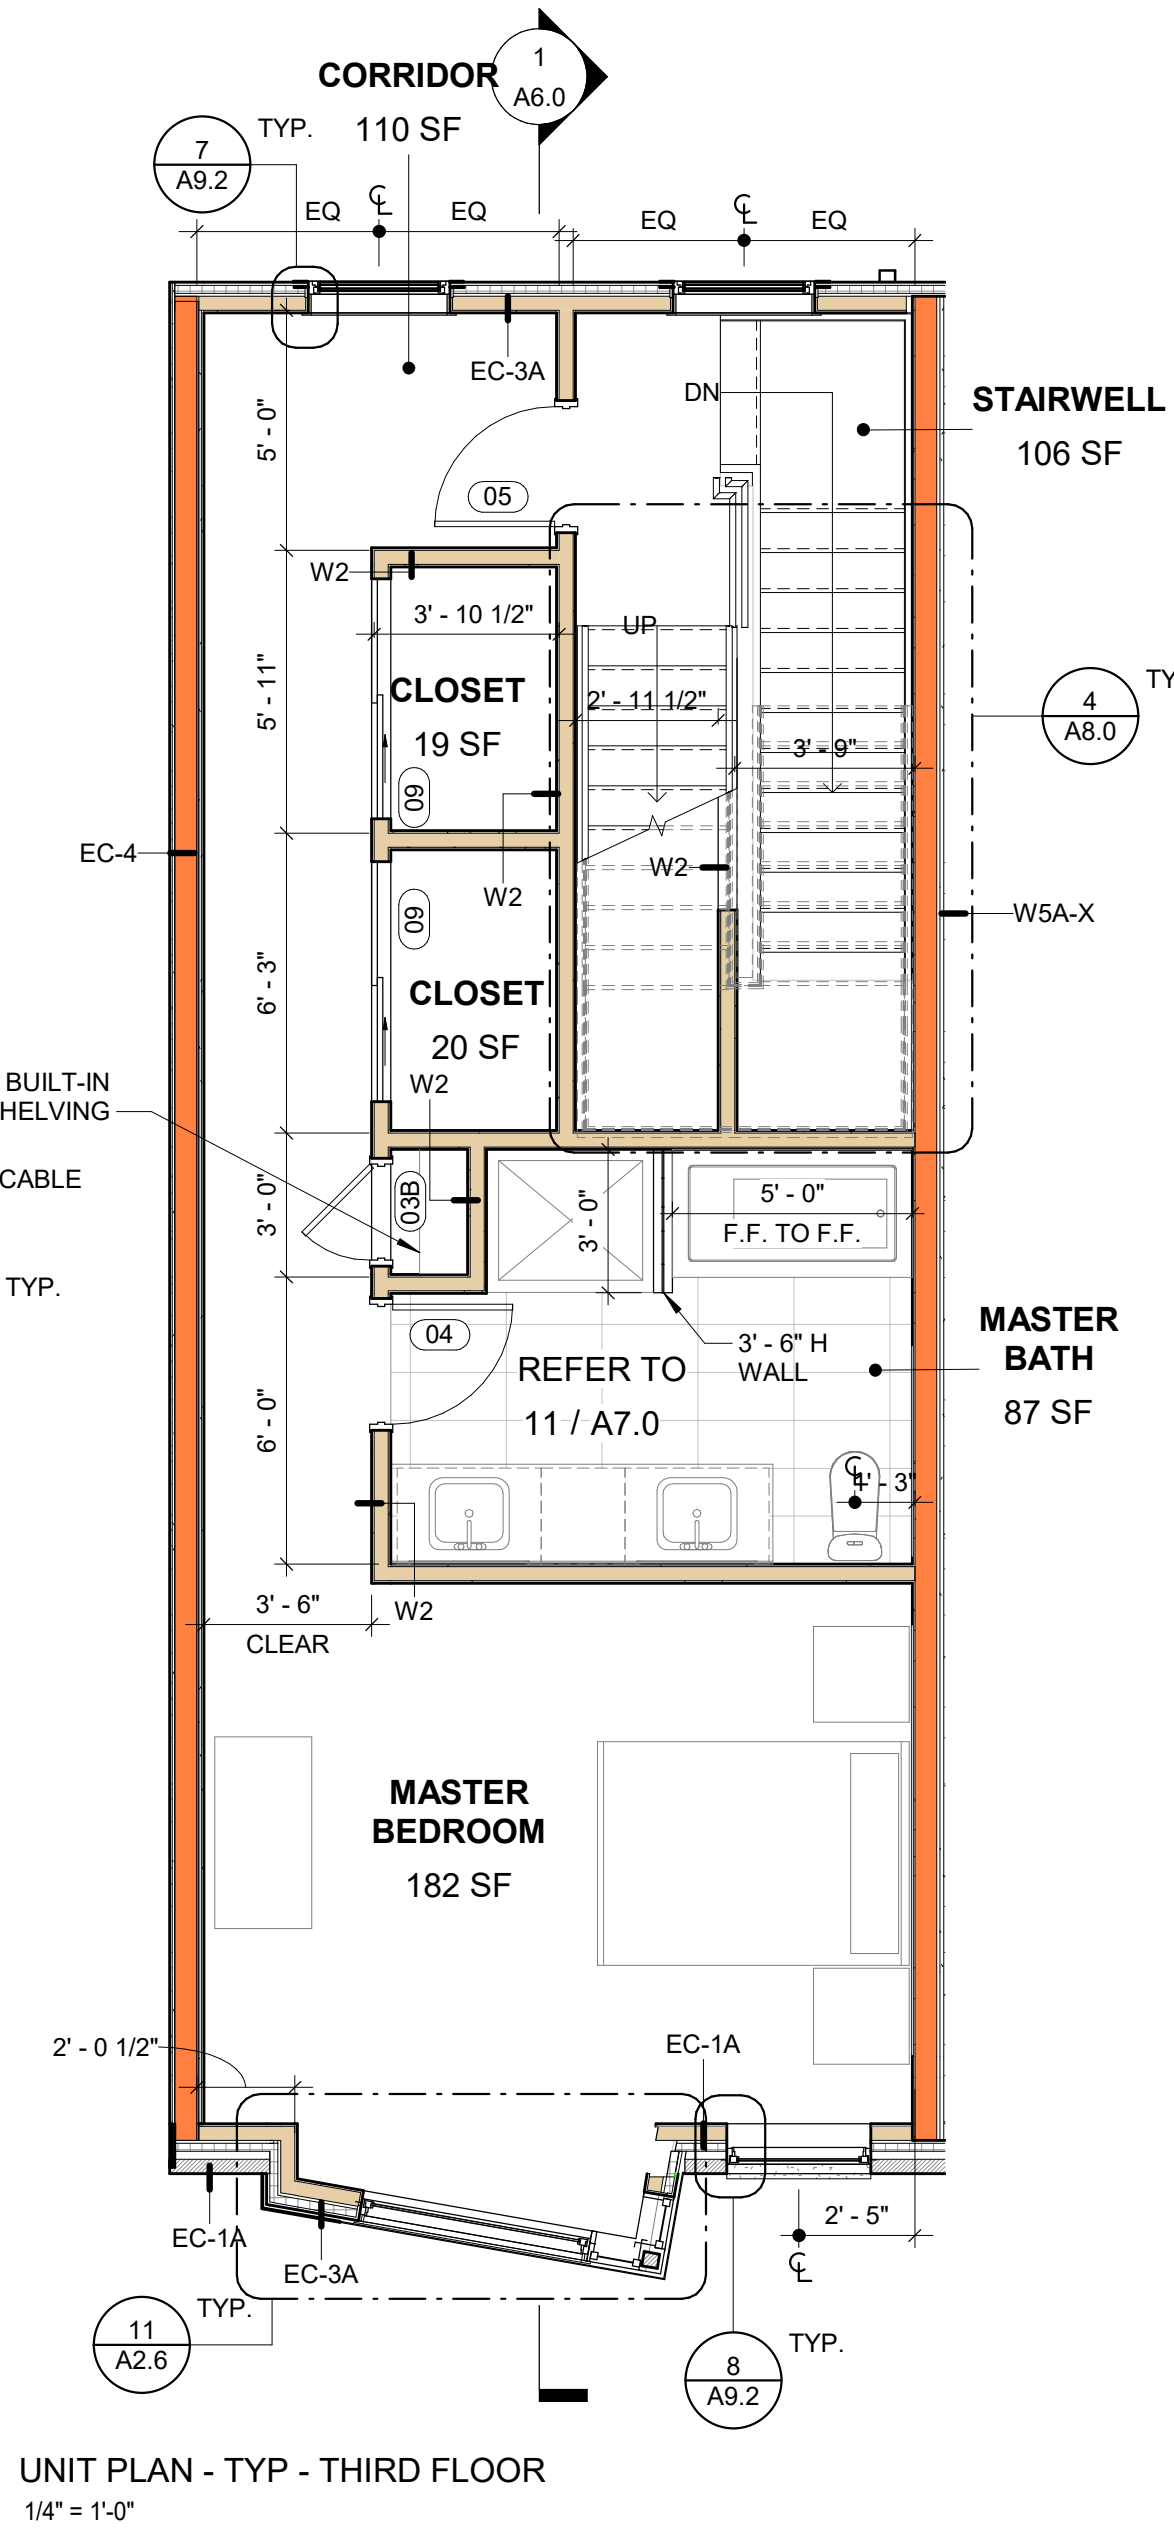 1
CORRIDOR
A6.0
TYP.
110 SF
7
A9.2
EQ
℄
EQ
EQ
℄
EQ
EC-3A
DN
STAIRWELL
106 SF
5' - 0"
05
W2
3' - 10 1/2"
UP
CLOSET
19 SF
2' - 11 1/2"
5' - 11"
TY
4
A8.0
3' - 9"
09
EC-4
W2
W2
W5A-X
09
6' - 3"
CLOSET
20 SF
BUILT-IN
HELVING
W2
CABLE
3' - 0"
03B
3' - 0"
5' - 0"
F.F. TO F.F.
TYP.
04
3' - 6" H
WALL
MASTER
BATH
87 SF
REFER TO
11 / A7.0
6' - 0"
℄
1' - 3"
3' - 6"
CLEAR
W2
MASTER
BEDROOM
182 SF
2' - 0 1/2"
EC-1A
EC-1A
EC-3A
2' - 5"
℄
TYP.
11
A2.6
TYP.
8
A9.2
UNIT PLAN - TYP - THIRD FLOOR
1/4" = 1'-0"